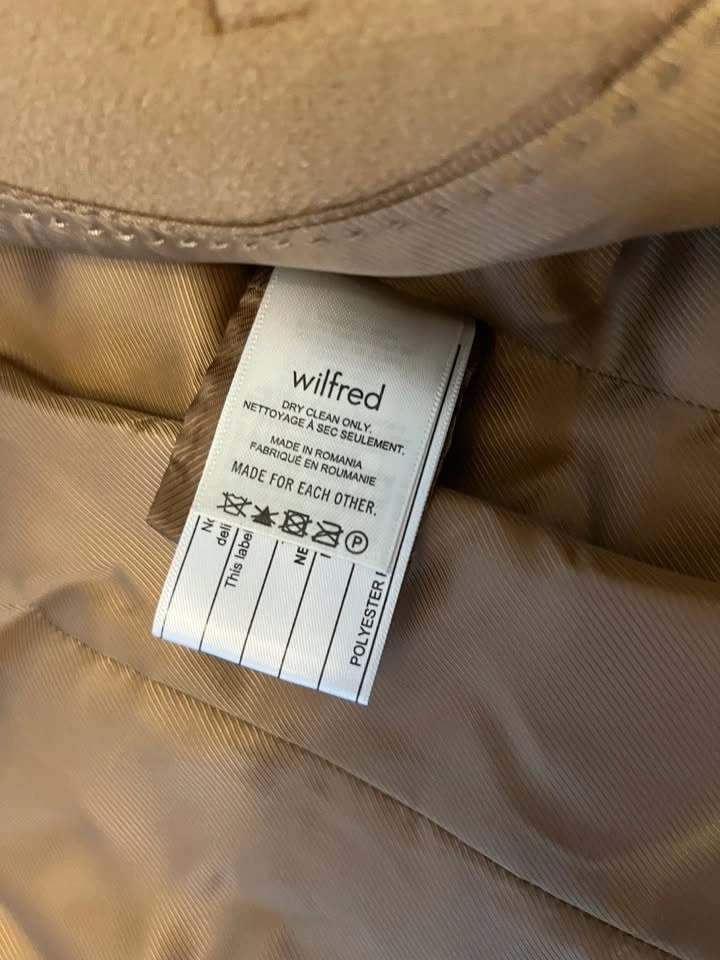 wilfred
DRY CLEAN ONLY.
NETTOYAGE À SEC SEULEMENT.
MADE IN ROMANIA
FABRIQUÉ EN ROUMANIE
MADE FOR EACH OTHER.
P
This label
NE
POLYESTER